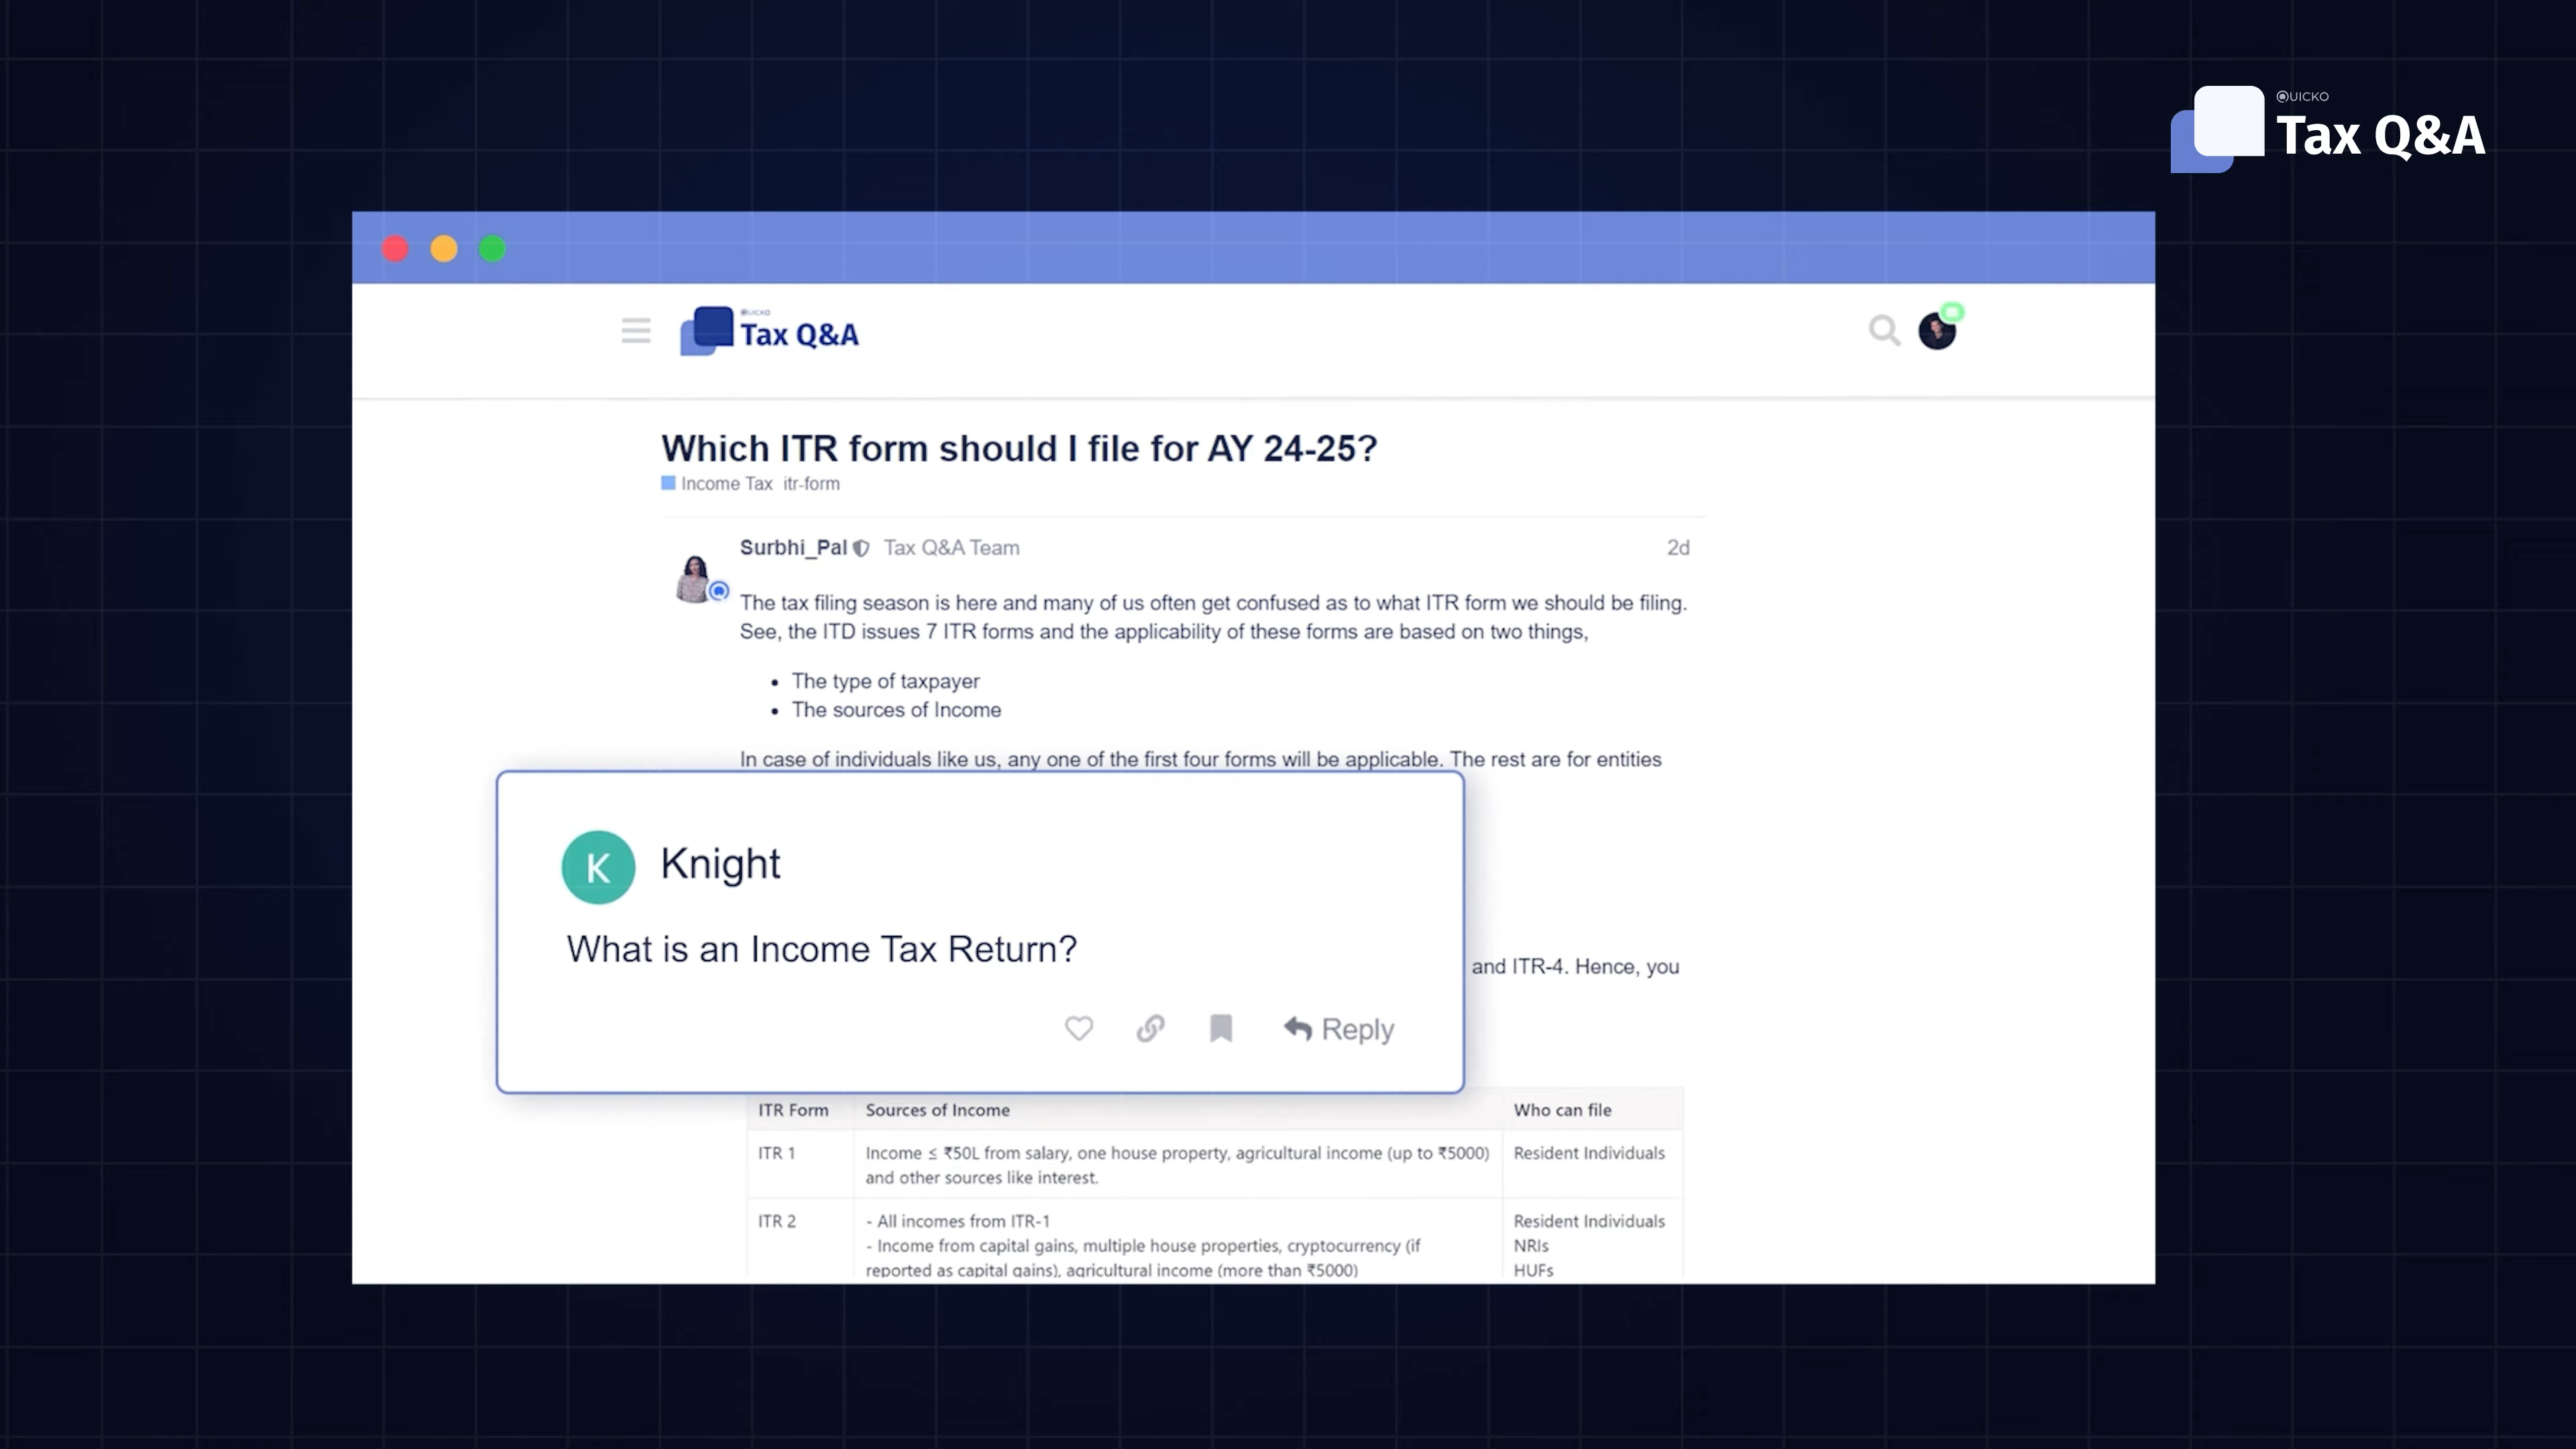 QUICKO
Tax Q&A
QUICKO
Tax Q&A
Which ITR form should I file for AY 24-25?
Income Tax itr-form
Surbhi_Pal Tax Q&A Team 2d
The tax filing season is here and many of us often get confused as to what ITR form we should be filing.
See, the ITD issues 7 ITR forms and the applicability of these forms are based on two things,
• The type of taxpayer
• The sources of Income
In case of individuals like us, any one of the first four forms will be applicable. The rest are for entities
K Knight
What is an Income Tax Return?
and ITR-4. Hence, you
Reply
ITR Form Sources of Income Who can file
ITR 1 Income ≤ ₹50L from salary, one house property, agricultural income (up to ₹5000) Resident Individuals
and other sources like interest.
ITR 2 - All incomes from ITR-1 Resident Individuals
- Income from capital gains, multiple house properties, cryptocurrency (if NRIs
reported as capital gains), agricultural income (more than ₹5000) HUFs